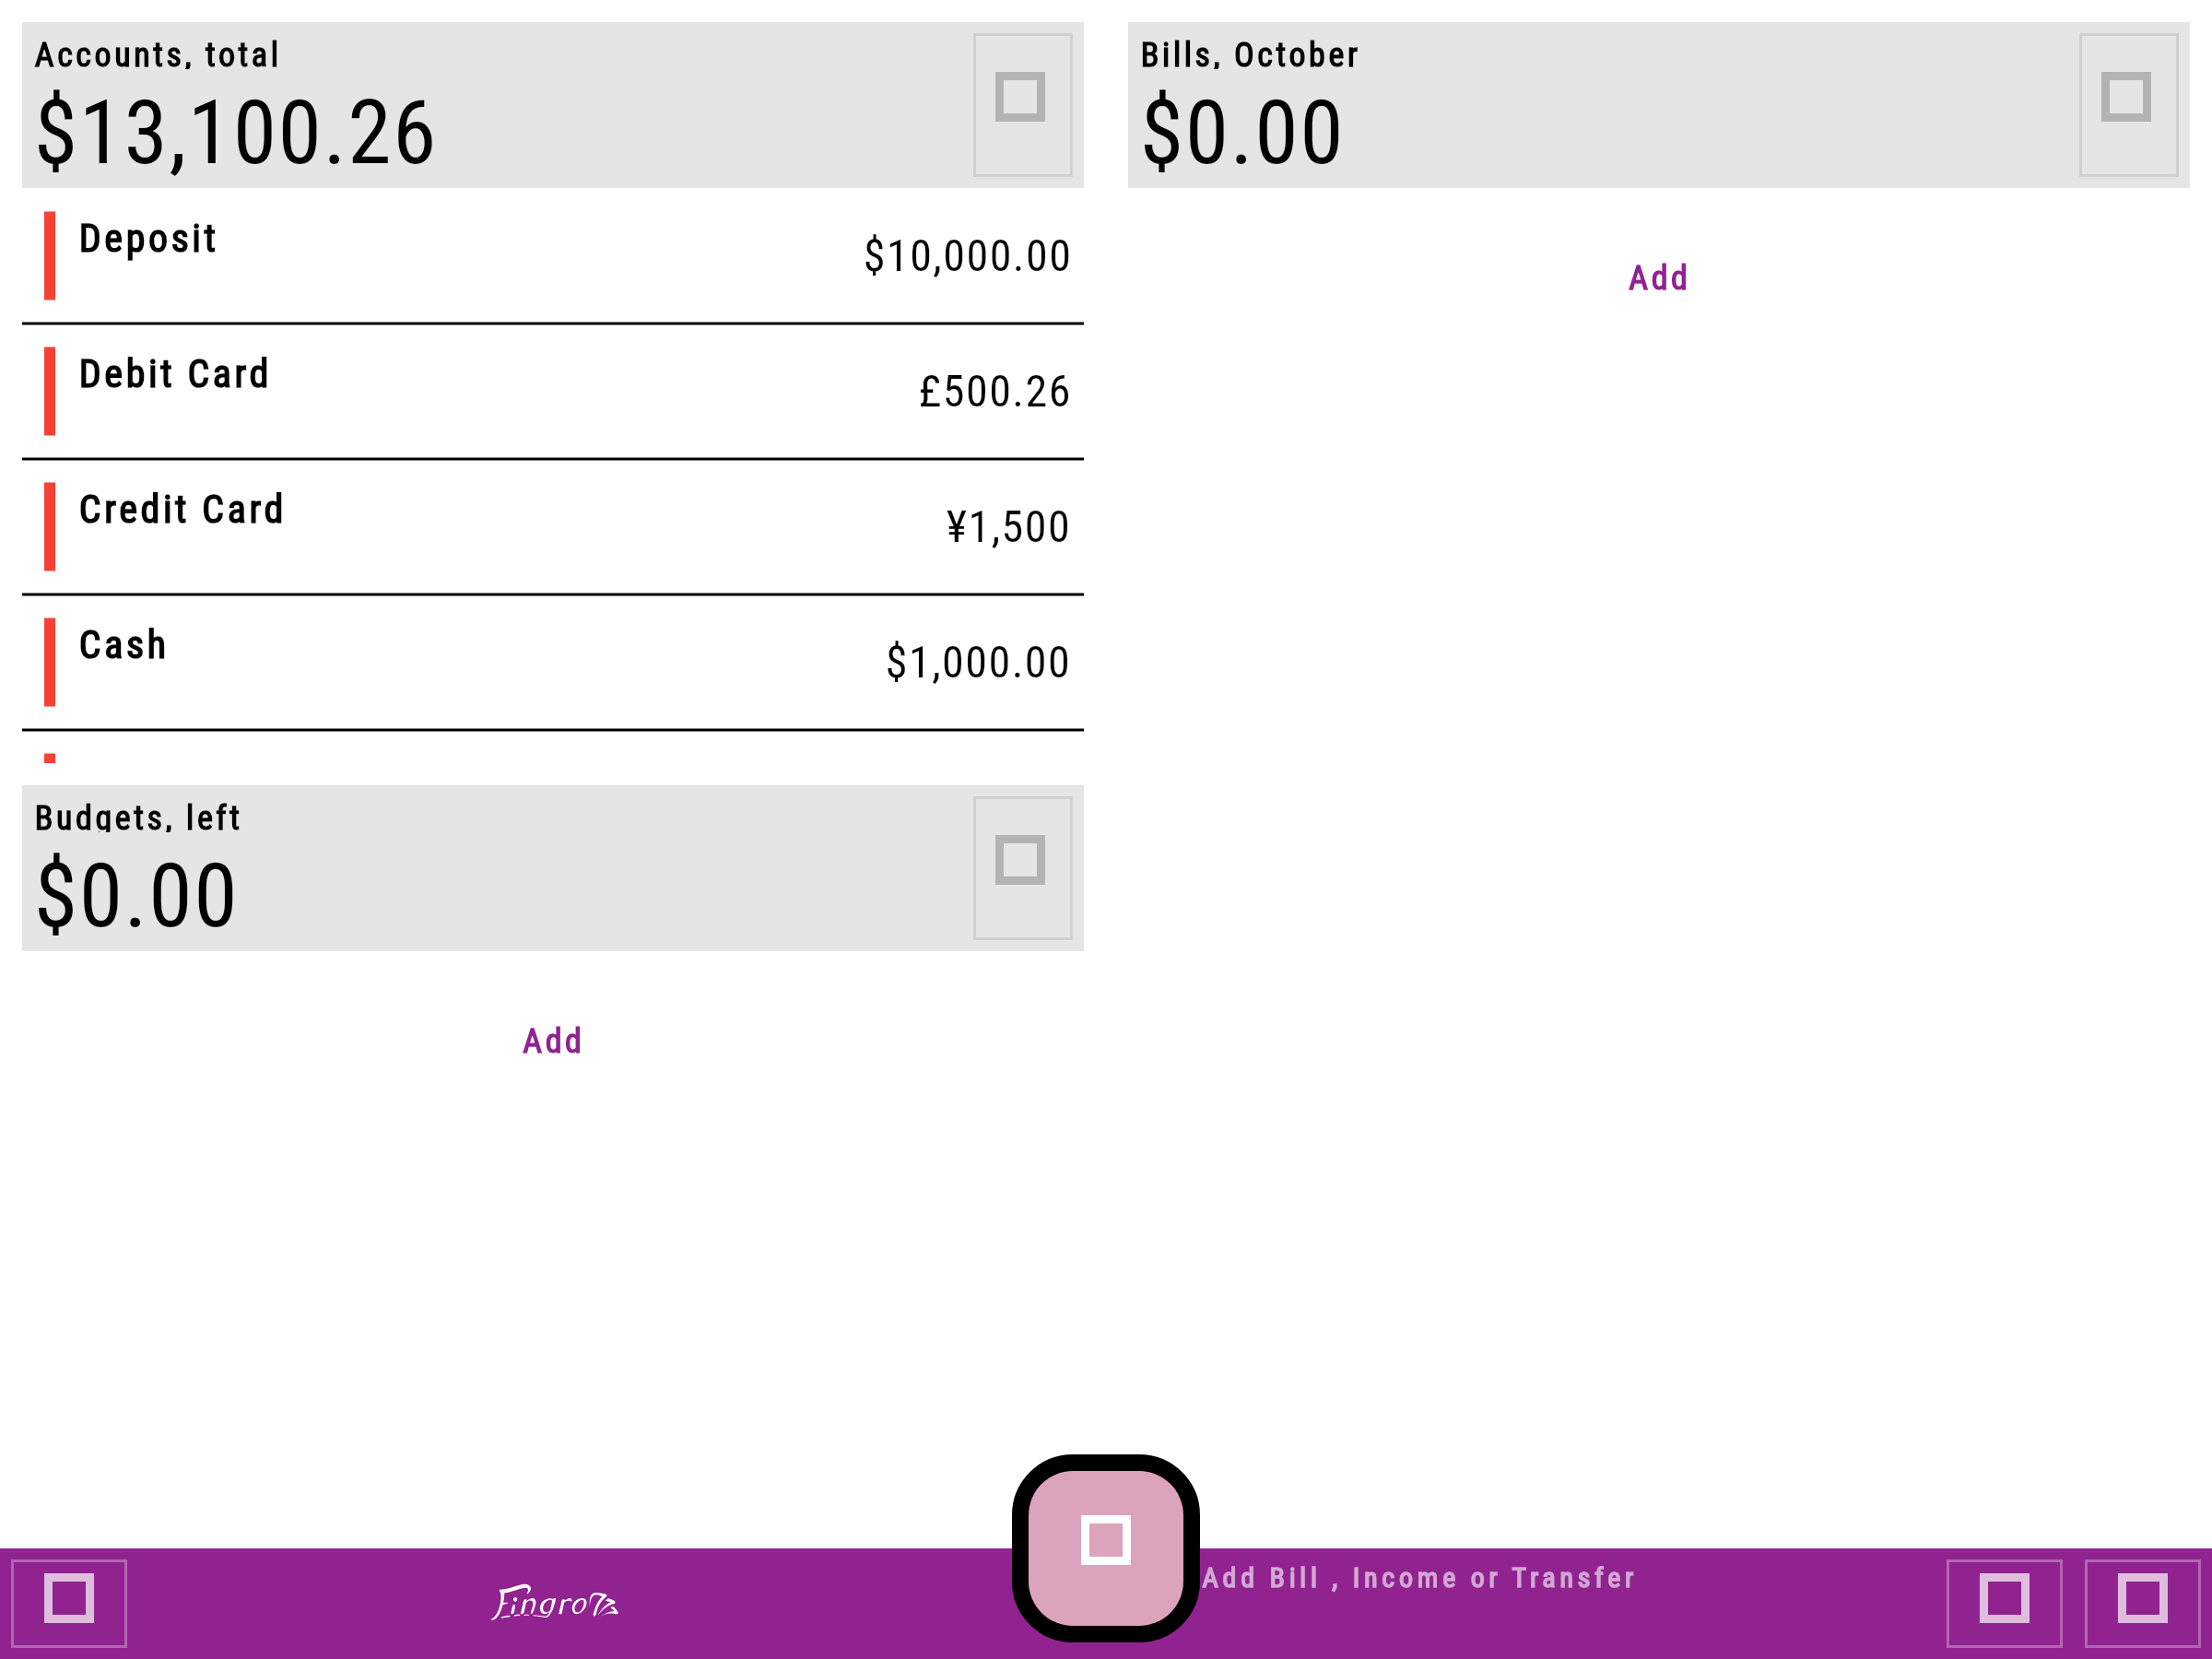 Accounts, total
$13,100.26
Deposit
$10,000.00
Debit Card
£500.26
Credit Card
¥1,500
Cash
$1,000.00
Budgets, left
$0.00
Add
Bills, October
$0.00
Add
Add Bill , Income or Transfer